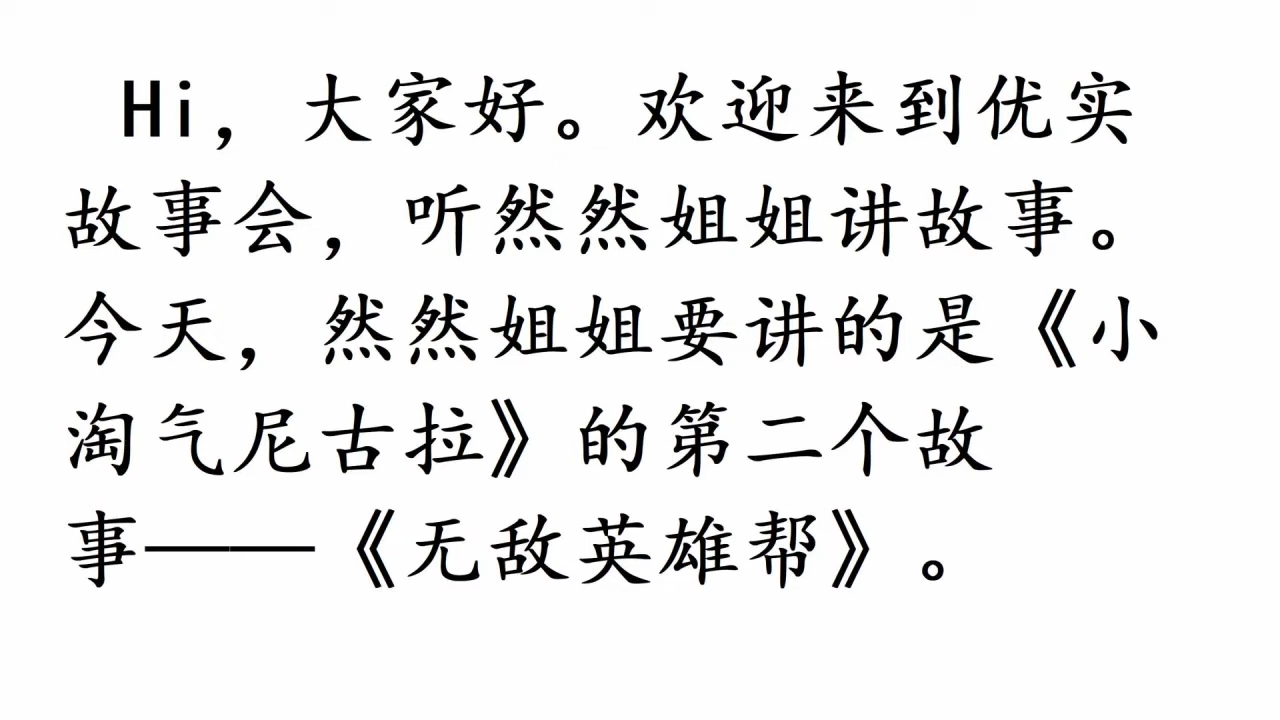 Hi，大家好。欢迎来到优实
故事会，听然然姐姐讲故事。
今天，然然姐姐要讲的是《小
淘气尼古拉》的第二个故
事——《无敌英雄帮》。